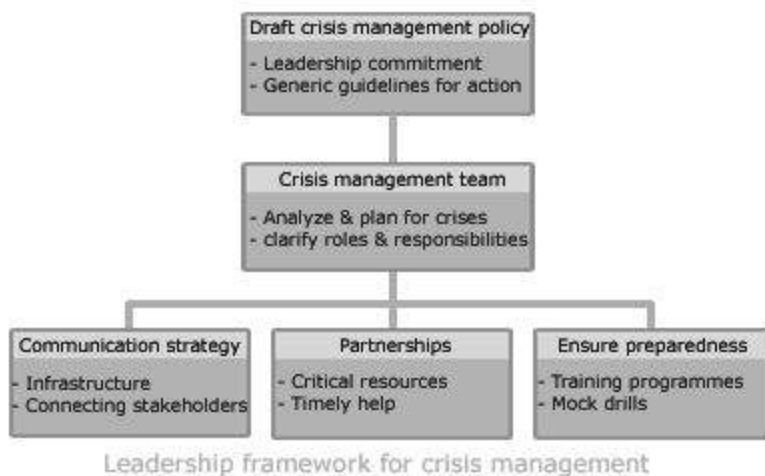 Draft crisis management policy
- Leadership commitment
- Generic guidelines for action
Crisis management team
- Analyze & plan for crises
- clarify roles & responsibilities
Communication strategy
- Infrastructure
- Connecting stakeholders
Partnerships
- Critical resources
- Timely help
Ensure preparedness
- Training programmes
- Mock drills
Leadership framework for crisis management